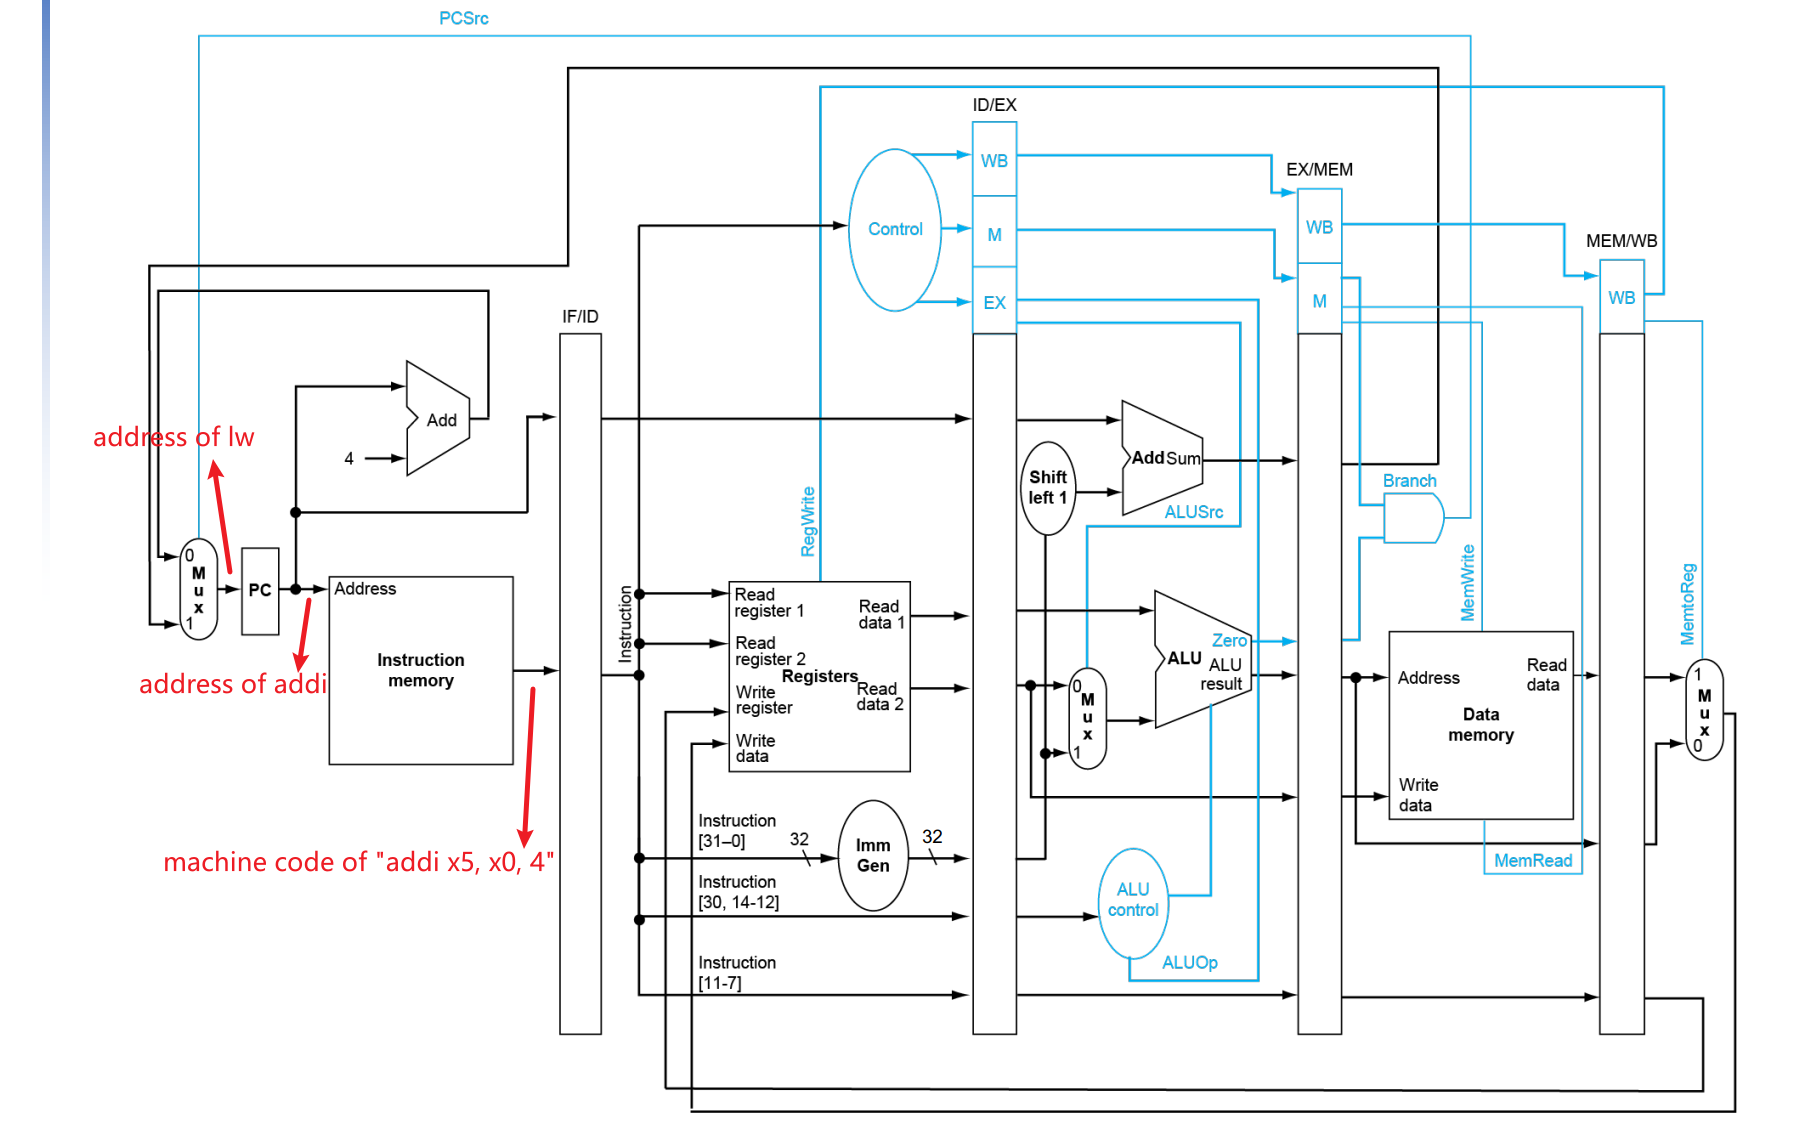 PCSrc
ID/EX
WB
EX/MEM
Control
M
WB
MEM/WB
EX
M
WB
IF/ID
Add
4
address of lw
Add Sum
Shift
left 1
Branch
ALUSrc
RegWrite
MemWrite
MemtoReg
0
M
u
x
1
PC
Address
Instruction
memory
address of addi
machine code of "addi x5, x0, 4"
Instruction
Read
register 1
Read
data 1
Read
register 2
Registers
Write
register
Read
data 2
Write
data
0
M
u
x
1
Zero
ALU
ALU
result
Address
Read
data
Data
memory
Write
data
MemRead
1
M
u
x
0
Instruction
[31–0]
32
Imm
Gen
32
Instruction
[30, 14-12]
ALU
control
ALUOp
Instruction
[11-7]